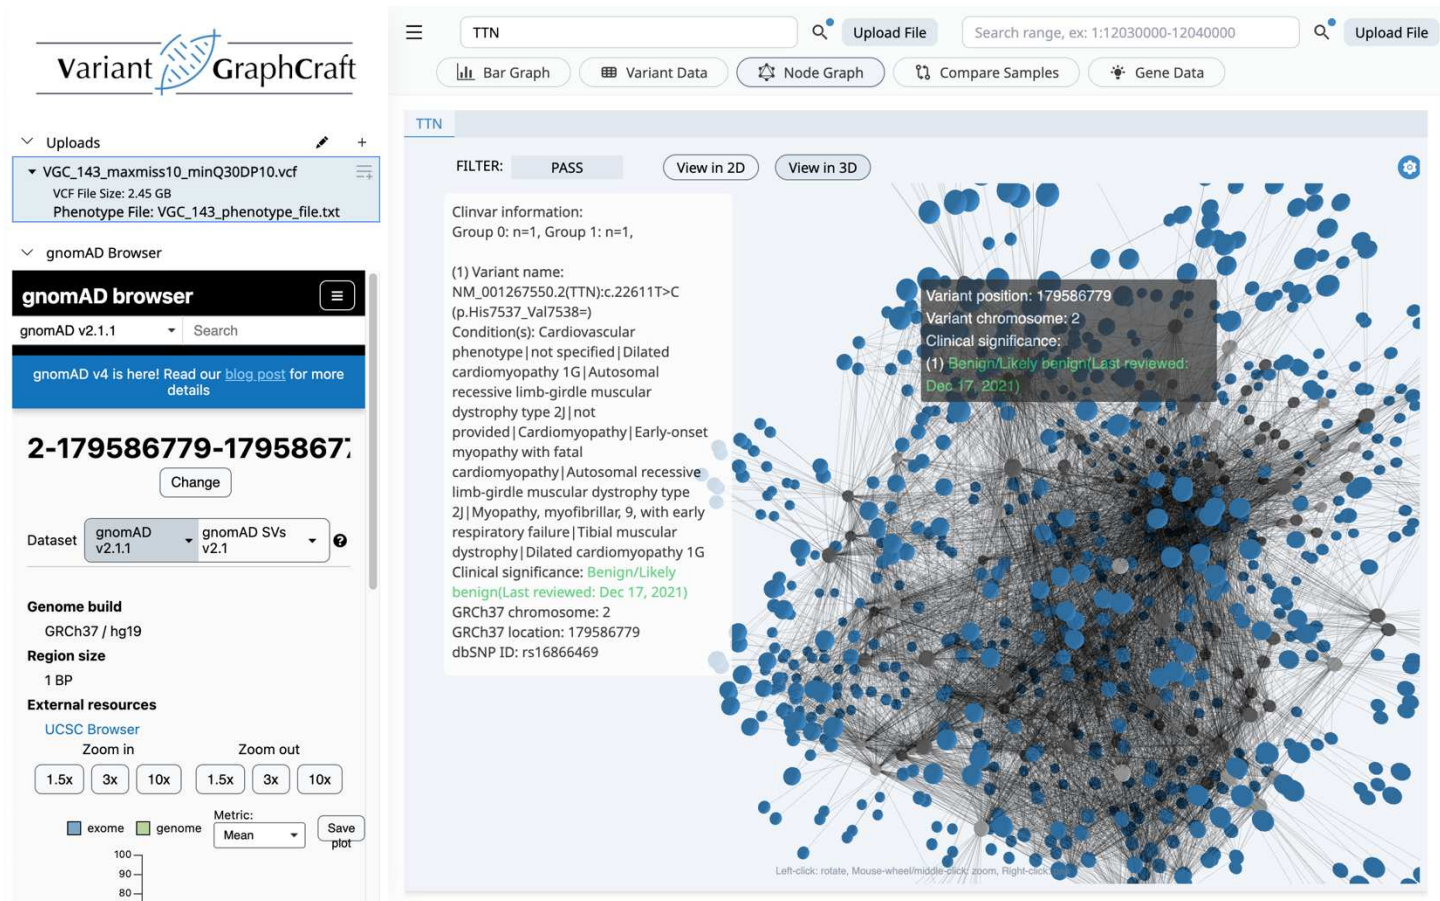 Variant GraphCraft
Uploads
VGC_143_maxmiss10_minQ30DP10.vcf
VCF File Size: 2.45 GB
Phenotype File: VGC_143_phenotype_file.txt
gnomAD Browser
gnomAD browser
gnomAD v2.1.1
Search
gnomAD v4 is here! Read our blog post for more
details
2-179586779-17958677
Change
Dataset
gnomAD
v2.1.1
gnomAD SVs
v2.1
Genome build
GRCh37 / hg19
Region size
1 BP
External resources
UCSC Browser
Zoom in Zoom out
1.5x 3x 10x 1.5x 3x 10x
exome genome
Metric:
Mean
Save
plot
100
90
80
TTN
Upload File
Search range, ex: 1:12030000-12040000
Upload File
Bar Graph Variant Data Node Graph Compare Samples Gene Data
TTN
FILTER: PASS View in 2D View in 3D
Clinvar information:
Group 0: n=1, Group 1: n=1,
(1) Variant name:
NM_001267550.2(TTN):c.22611T>C
(p.His7537_Val7538=)
Condition(s): Cardiovascular
phenotype|not specified|Dilated
cardiomyopathy 1G|Autosomal
recessive limb-girdle muscular
dystrophy type 2J|not
provided|Cardiomyopathy|Early-onset
myopathy with fatal
cardiomyopathy|Autosomal recessive
limb-girdle muscular dystrophy type
2J|Myopathy, myofibrillar, 9, with early
respiratory failure|Tibial muscular
dystrophy|Dilated cardiomyopathy 1G
Clinical significance: Benign/Likely
benign(Last reviewed: Dec 17, 2021)
GRCh37 chromosome: 2
GRCh37 location: 179586779
dbSNP ID: rs16866469
Variant position: 179586779
Variant chromosome: 2
Clinical significance:
(1) Benign/Likely benign(Last reviewed:
Dec 17, 2021)
Left-click: rotate, Mouse-wheel/middle-click: zoom, Right-click: